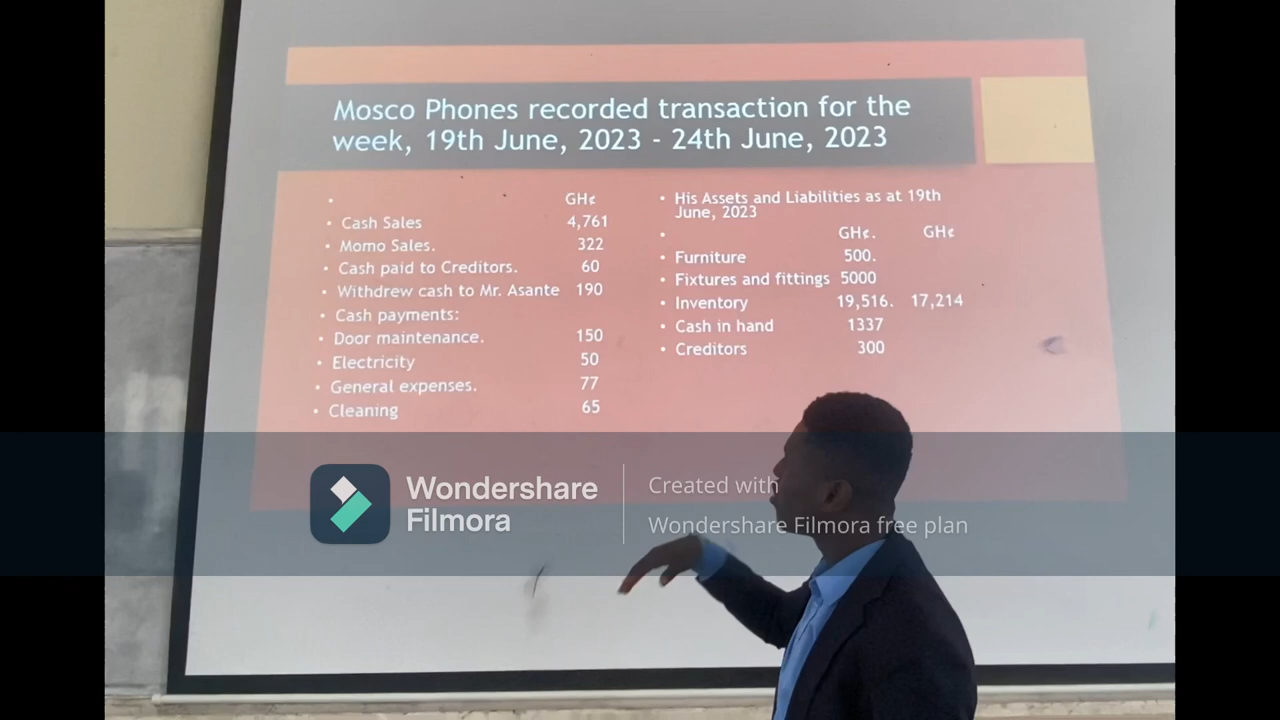 Mosco Phones recorded transaction for the
week, 19th June, 2023 - 24th June, 2023
GH¢
Cash Sales 4,761
Momo Sales. 322
Cash paid to Creditors. 60
Withdrew cash to Mr. Asante 190
Cash payments:
Door maintenance. 150
Electricity 50
General expenses. 77
Cleaning 65
His Assets and Liabilities as at 19th
June, 2023
GH¢. GH¢
Furniture 500.
Fixtures and fittings 5000
Inventory 19,516. 17,214
Cash in hand 1337
Creditors 300
Wondershare
Filmora
Created with
Wondershare Filmora free plan